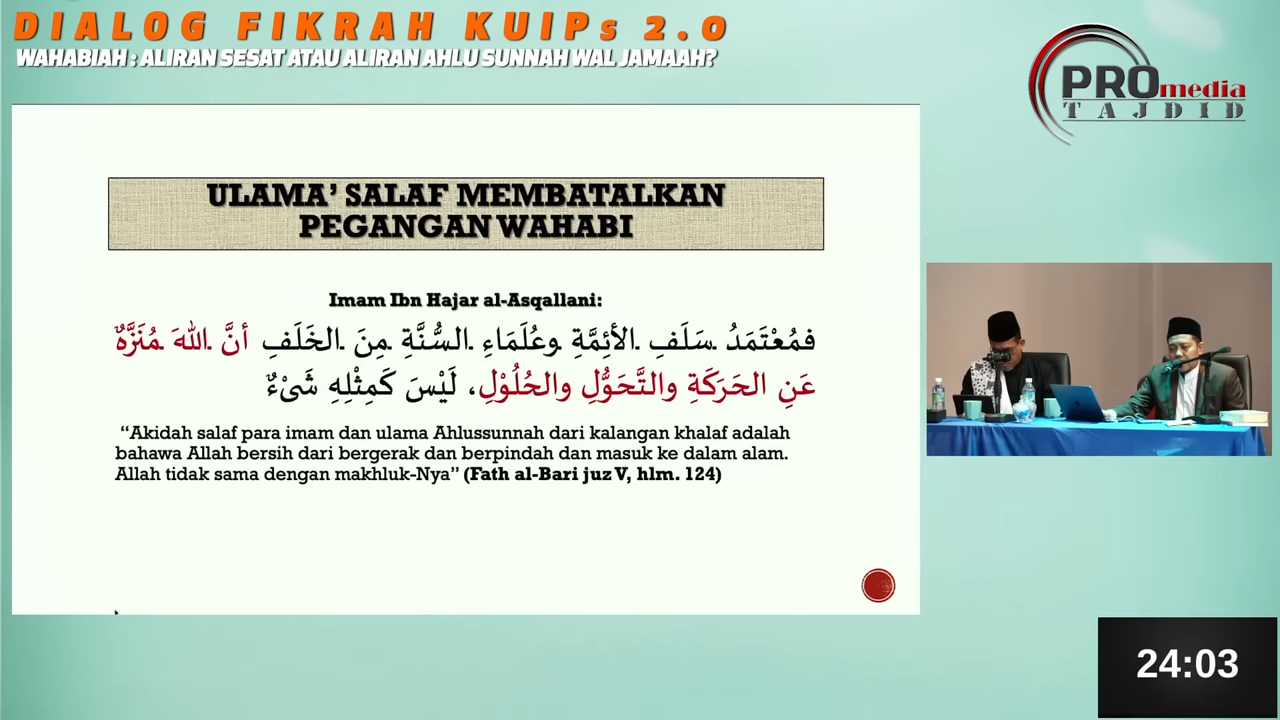 DIALOG FIKRAH KUIPs 2.0
WAHABIAH : ALIRAN SESAT ATAU ALIRAN AHLU SUNNAH WAL JAMAAH?
PROmedia
TAJDID
ULAMA’ SALAF MEMBATALKAN
PEGANGAN WAHABI
Imam Ibn Hajar al-Asqallani:
فمُعْتَمَدُ سَلَفِ الأئِمَّةِ وعُلَمَاءِ السُّنَّةِ مِنَ الخَلَفِ أنَّ اللهَ مُنَزَّهٌ
عَنِ الحَرَكَةِ والتَّحَوُّلِ والحُلُوْلِ، لَيْسَ كَمِثْلِهِ شَىْءٌ
“Akidah salaf para imam dan ulama Ahlussunnah dari kalangan khalaf adalah
bahawa Allah bersih dari bergerak dan berpindah dan masuk ke dalam alam.
Allah tidak sama dengan makhluk-Nya” (Fath al-Bari juz V, hlm. 124)
24:03